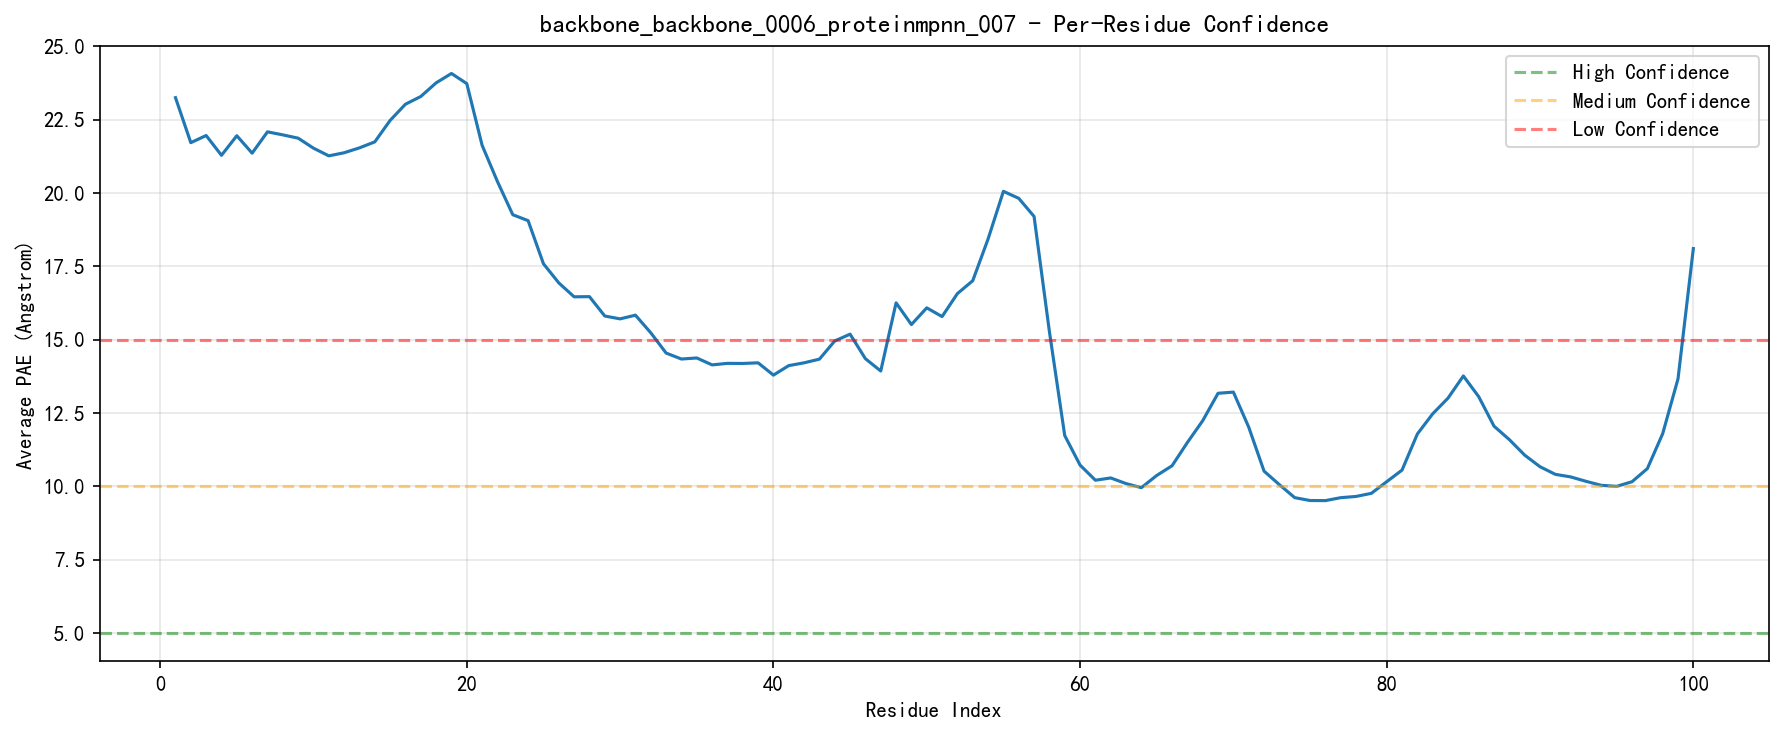 backbone_backbone_0006_proteinmpnn_007 - Per-Residue Confidence
25.0
22.5
20.0
17.5
15.0
12.5
10.0
7.5
5.0
Average PAE (Angstrom)
High Confidence
Medium Confidence
Low Confidence
0 20 40 60 80 100
Residue Index